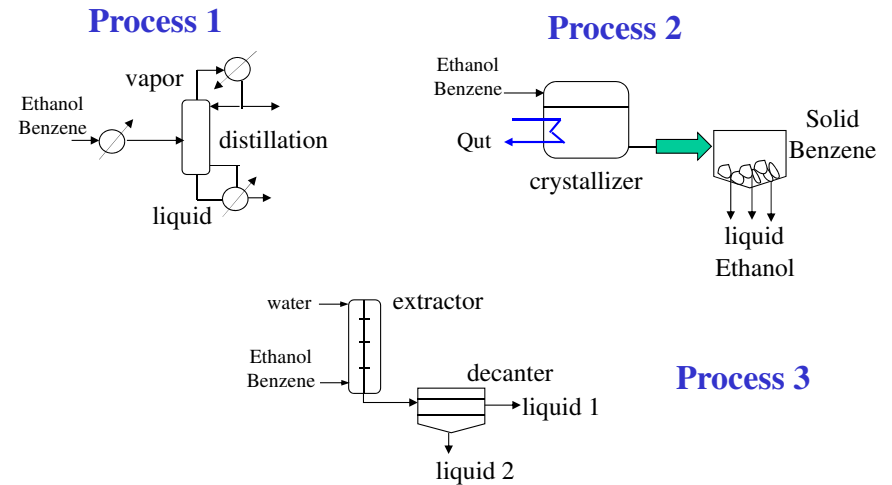 Process 1
vapor
Ethanol
Benzene
distillation
liquid
Process 2
Ethanol
Benzene
Qut
crystallizer
Solid
Benzene
liquid
Ethanol
water
extractor
Ethanol
Benzene
decanter
liquid 1
liquid 2
Process 3